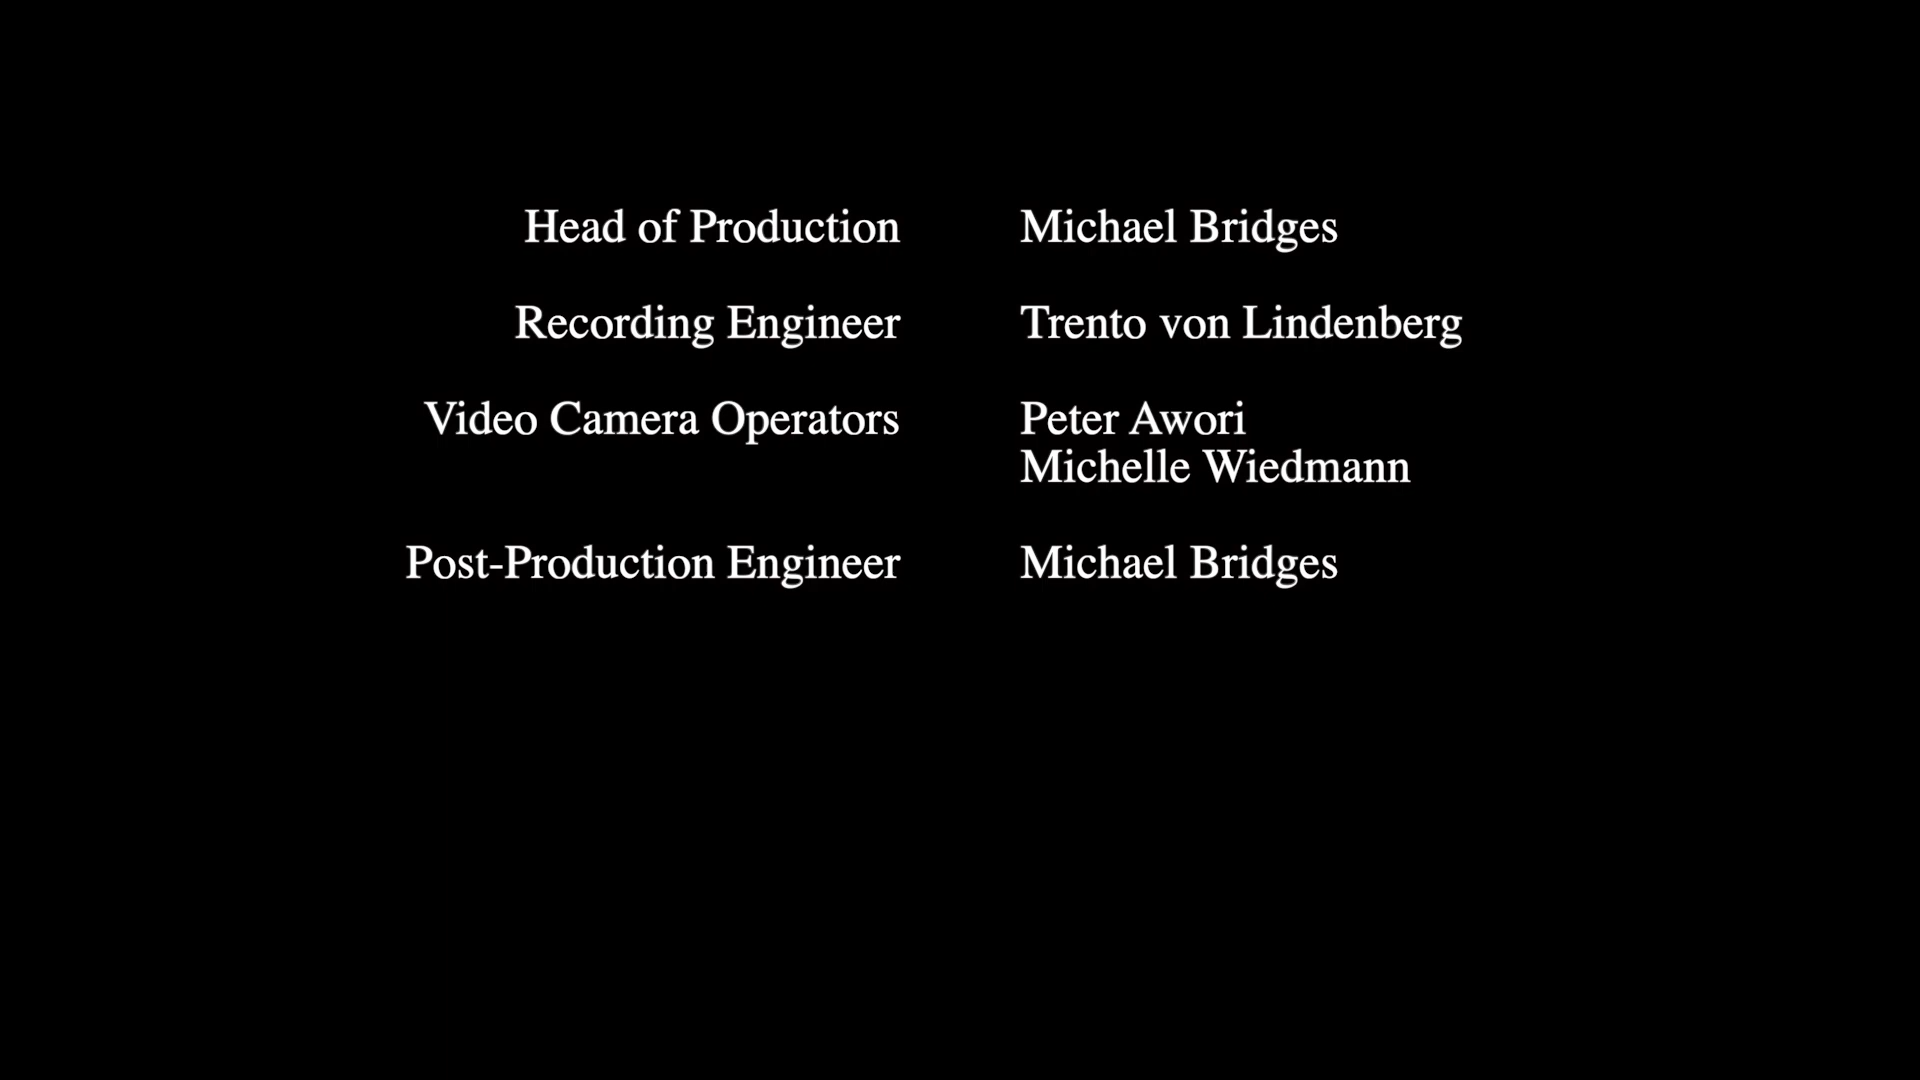 Head of Production Michael Bridges
Recording Engineer Trento von Lindenberg
Video Camera Operators Peter Awori
Michelle Wiedmann
Post-Production Engineer Michael Bridges